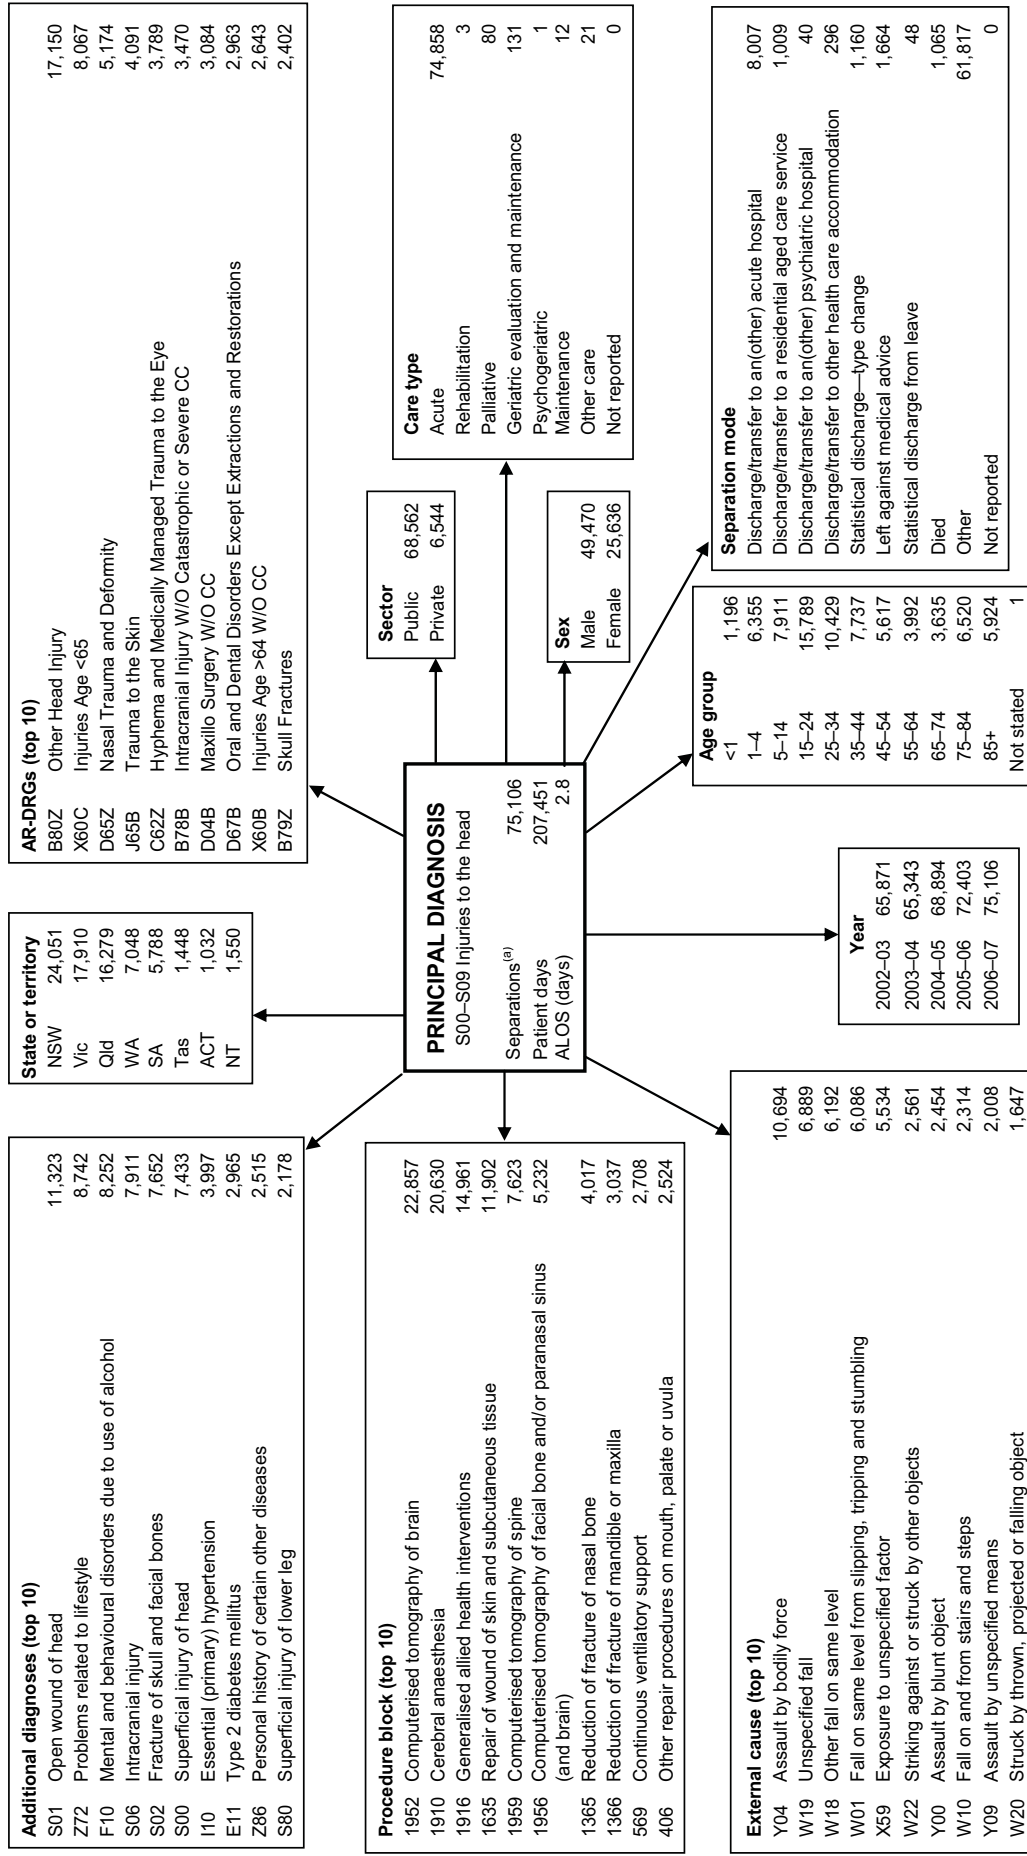 Additional diagnoses (top 10)
S01 Open wound of head 11,323
Z72 Problems related to lifestyle 8,742
F10 Mental and behavioural disorders due to use of alcohol 8,252
S06 Intracranial injury 7,911
S02 Fracture of skull and facial bones 7,652
S00 Superficial injury of head 7,433
I10 Essential (primary) hypertension 3,997
E11 Type 2 diabetes mellitus 2,965
Z86 Personal history of certain other diseases 2,515
S80 Superficial injury of lower leg 2,178
State or territory
NSW 24,051
Vic 17,910
Qld 16,279
WA 7,048
SA 5,788
Tas 1,448
ACT 1,032
NT 1,550
AR-DRGs (top 10)
B80Z Other Head Injury 17,150
X60C Injuries Age <65 8,067
D65Z Nasal Trauma and Deformity 5,174
J65B Trauma to the Skin 4,091
C62Z Hyphema and Medically Managed Trauma to the Eye 3,789
B78B Intracranial Injury W/O Catastrophic or Severe CC 3,470
D04B Maxillo Surgery W/O CC 3,084
D67B Oral and Dental Disorders Except Extractions and Restorations 2,963
X60B Injuries Age >64 W/O CC 2,643
B79Z Skull Fractures 2,402
Procedure block (top 10)
1952 Computerised tomography of brain 22,857
1910 Cerebral anaesthesia 20,630
1916 Generalised allied health interventions 14,961
1635 Repair of wound of skin and subcutaneous tissue 11,902
1959 Computerised tomography of spine 7,623
1956 Computerised tomography of facial bone and/or paranasal sinus 5,232
(and brain)
1365 Reduction of fracture of nasal bone 4,017
1366 Reduction of fracture of mandible or maxilla 3,037
569 Continuous ventilatory support 2,708
406 Other repair procedures on mouth, palate or uvula 2,524
PRINCIPAL DIAGNOSIS
S00–S09 Injuries to the head
Separations(a) 75,106
Patient days 207,451
ALOS (days) 2.8
Sector
Public 68,562
Private 6,544
Care type
Acute 74,858
Rehabilitation 3
Palliative 80
Geriatric evaluation and maintenance 131
Psychogeriatric 1
Maintenance 12
Other care 21
Not reported 0
Sex
Male 49,470
Female 25,636
External cause (top 10)
Y04 Assault by bodily force 10,694
W19 Unspecified fall 6,889
W18 Other fall on same level 6,192
W01 Fall on same level from slipping, tripping and stumbling 6,086
X59 Exposure to unspecified factor 5,534
W22 Striking against or struck by other objects 2,561
Y00 Assault by blunt object 2,454
W10 Fall on and from stairs and steps 2,314
Y09 Assault by unspecified means 2,008
W20 Struck by thrown, projected or falling object 1,647
Year
2002–03 65,871
2003–04 65,343
2004–05 68,894
2005–06 72,403
2006–07 75,106
Age group
<1 1,196
1–4 6,355
5–14 7,911
15–24 15,789
25–34 10,429
35–44 7,737
45–54 5,617
55–64 3,992
65–74 3,635
75–84 6,520
85+ 5,924
Not stated 1
Separation mode
Discharge/transfer to an(other) acute hospital 8,007
Discharge/transfer to a residential aged care service 1,009
Discharge/transfer to an(other) psychiatric hospital 40
Discharge/transfer to other health care accommodation 296
Statistical discharge—type change 1,160
Left against medical advice 1,664
Statistical discharge from leave 48
Died 1,065
Other 61,817
Not reported 0